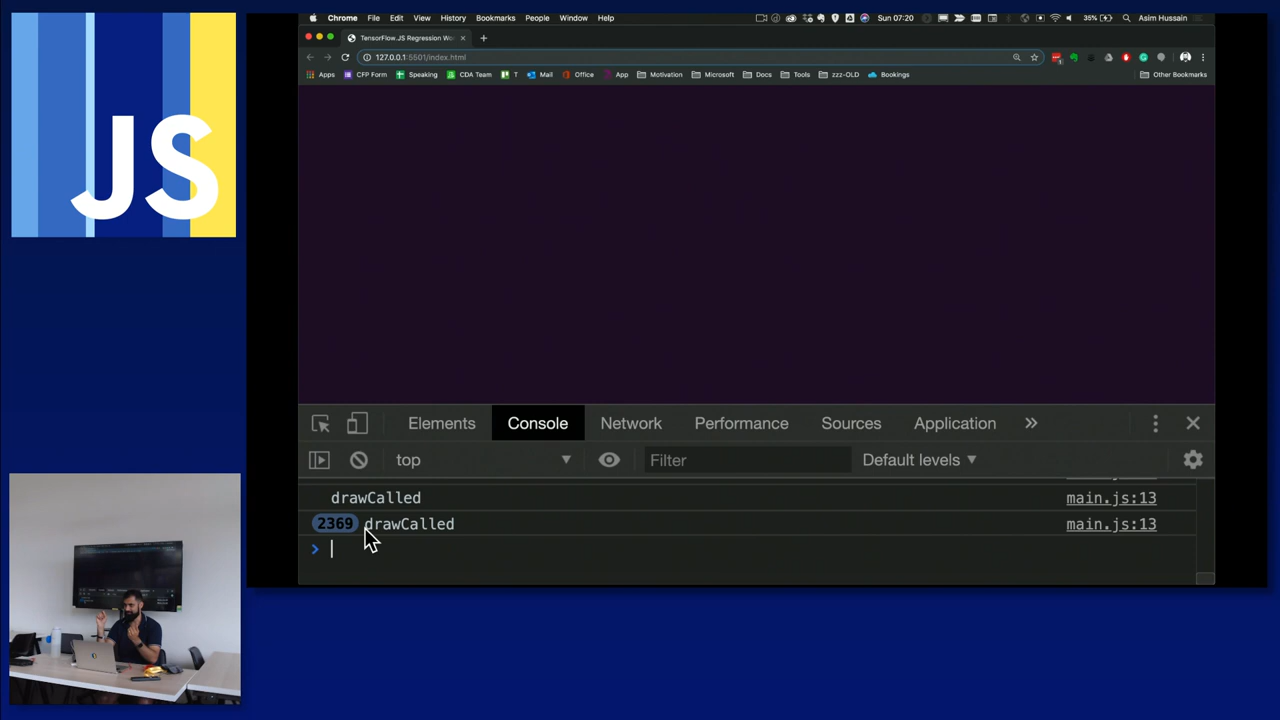 JS
Chrome File Edit View History Bookmarks People Window Help Sun 07:20 35% Asim Hussain
TensorFlow.JS Regression Wo
127.0.0.1:5501/index.html
Apps CFP Form Speaking CDA Team T Mail Office App Motivation Microsoft Docs Tools zzz-OLD Bookings Other Bookmarks
Elements Console Network Performance Sources Application »
top Filter Default levels
drawCalled main.js:13
2369 drawCalled main.js:13
>